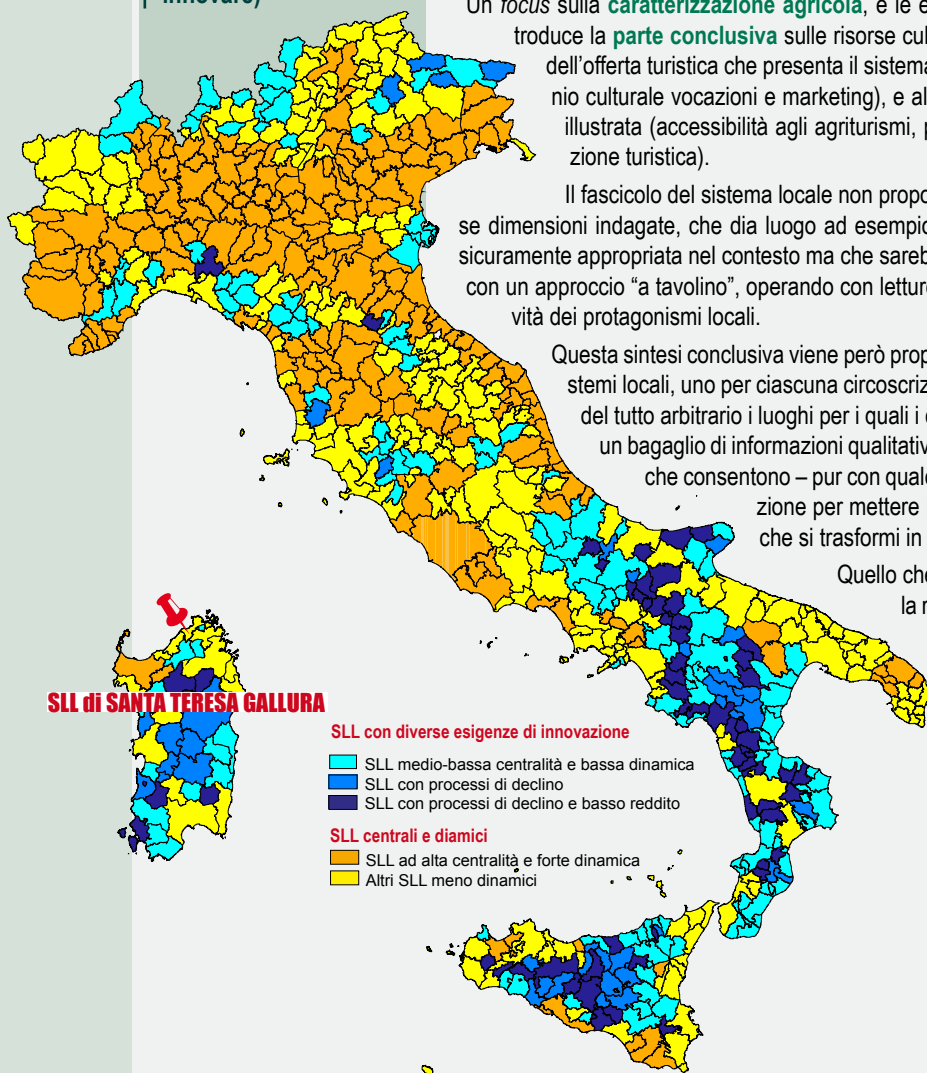 innovare)
Un focus sulla caratterizzazione agricola, e le e
troduce la parte conclusiva sulle risorse cul
dell’offerta turistica che presenta il sistema
nio culturale vocazioni e marketing), e al
illustrata (accessibilità agli agriturismi, p
zione turistica).
Il fascicolo del sistema locale non propo
se dimensioni indagate, che dia luogo ad esempio
sicuramente appropriata nel contesto ma che sareb
con un approccio “a tavolino”, operando con letture
vità dei protagonismi locali.
Questa sintesi conclusiva viene però prop
stemi locali, uno per ciascuna circoscriz
del tutto arbitrario i luoghi per i quali i
un bagaglio di informazioni qualitativ
che consentono – pur con qualc
zione per mettere
che si trasformi in
Quello che
la
SLL di SANTA TERESA GALLURA
SLL con diverse esigenze di innovazione
SLL medio-bassa centralità e bassa dinamica
SLL con processi di declino
SLL con processi di declino e basso reddito
SLL centrali e diamici
SLL ad alta centralità e forte dinamica
Altri SLL meno dinamici